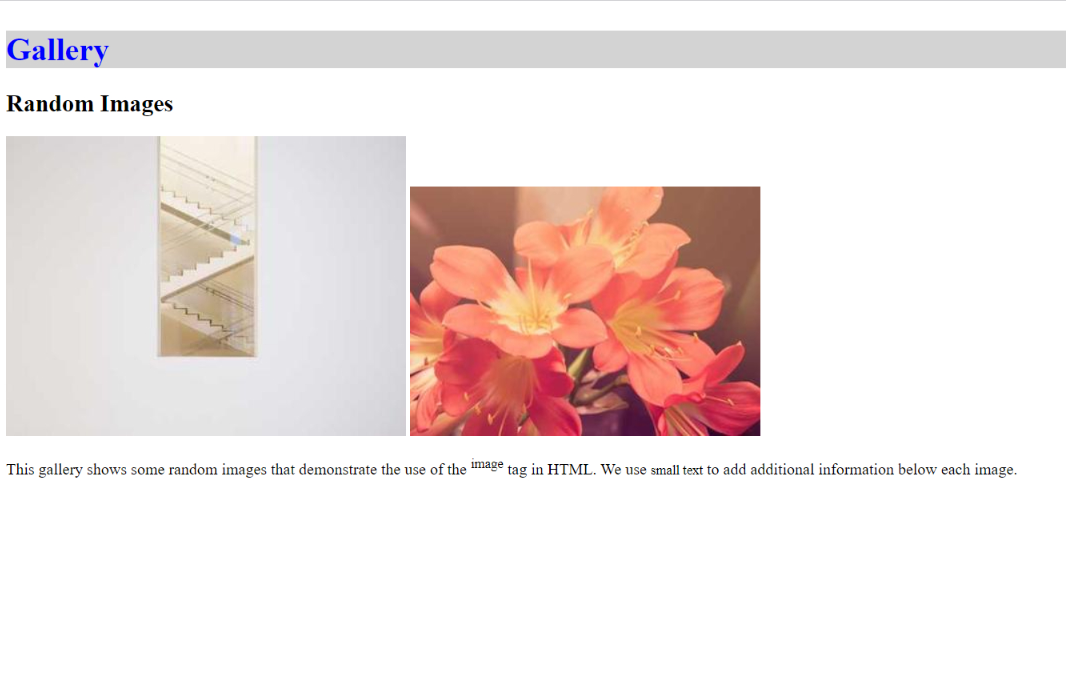 Gallery
Random Images
This gallery shows some random images that demonstrate the use of the image tag in HTML. We use small text to add additional information below each image.